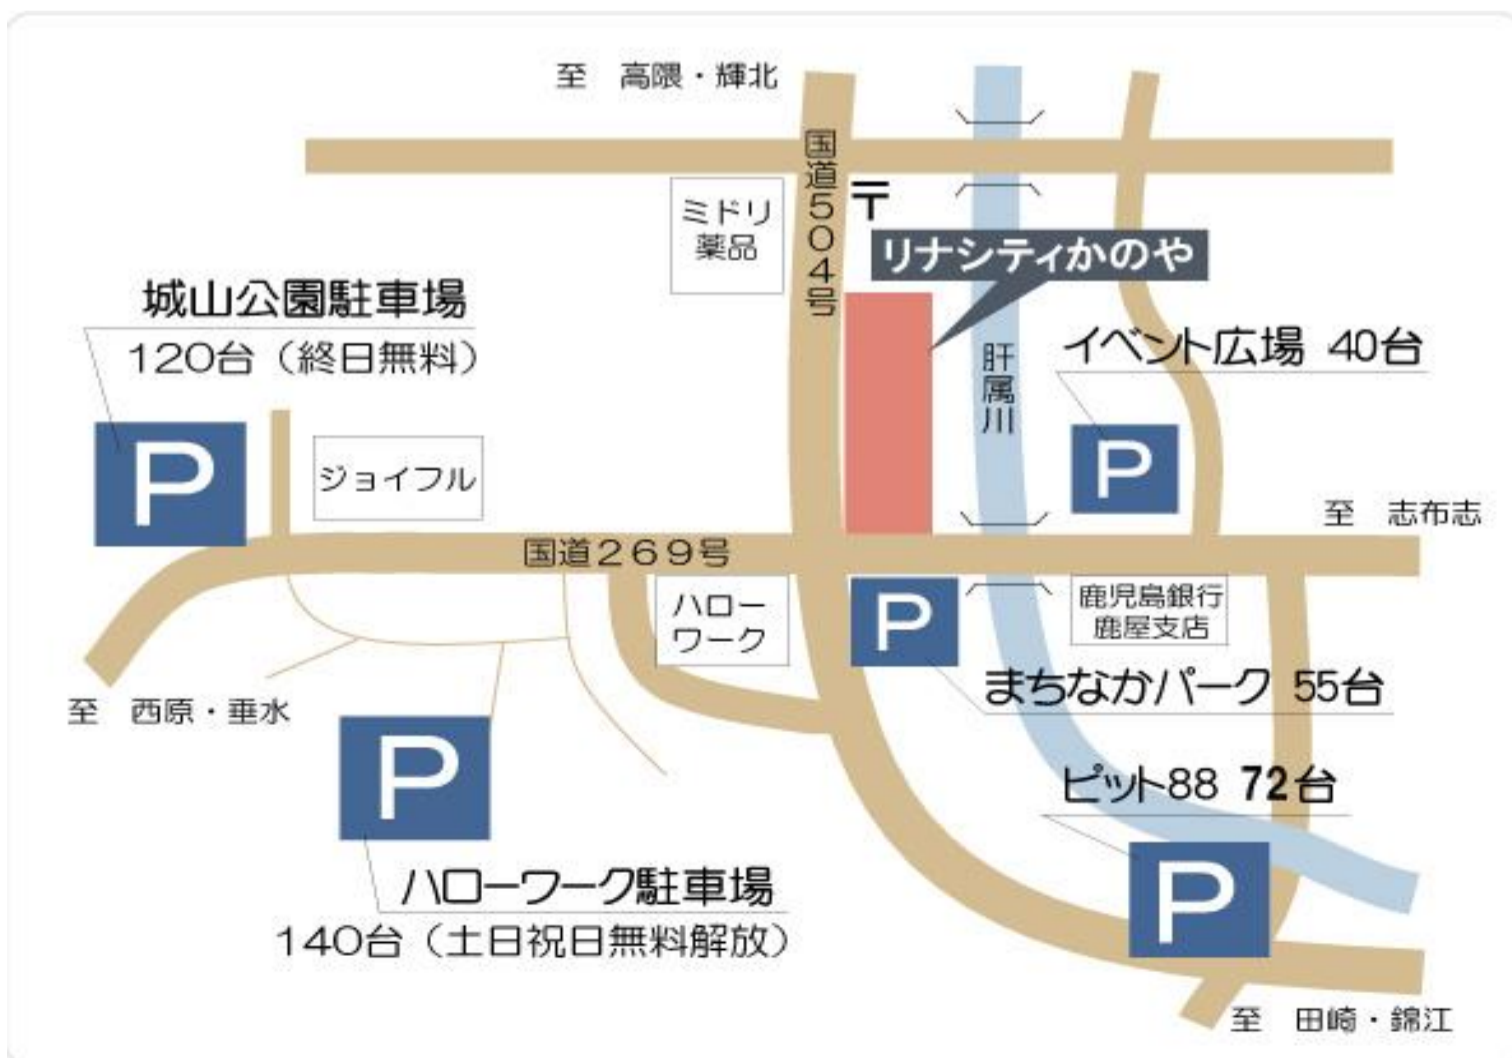 至 高隈・輝北
国道504号
〒
ミドリ
薬品
リナシティかのや
城山公園駐車場
120台（終日無料）
P
ジョイフル
肝属川
イベント広場 40台
P
至 志布志
国道269号
ハロー
ワーク
P
鹿児島銀行
鹿屋支店
まちなかパーク 55台
至 西原・垂水
P
ハローワーク駐車場
140台（土日祝日無料解放）
ピット88 72台
P
至 田崎・錦江